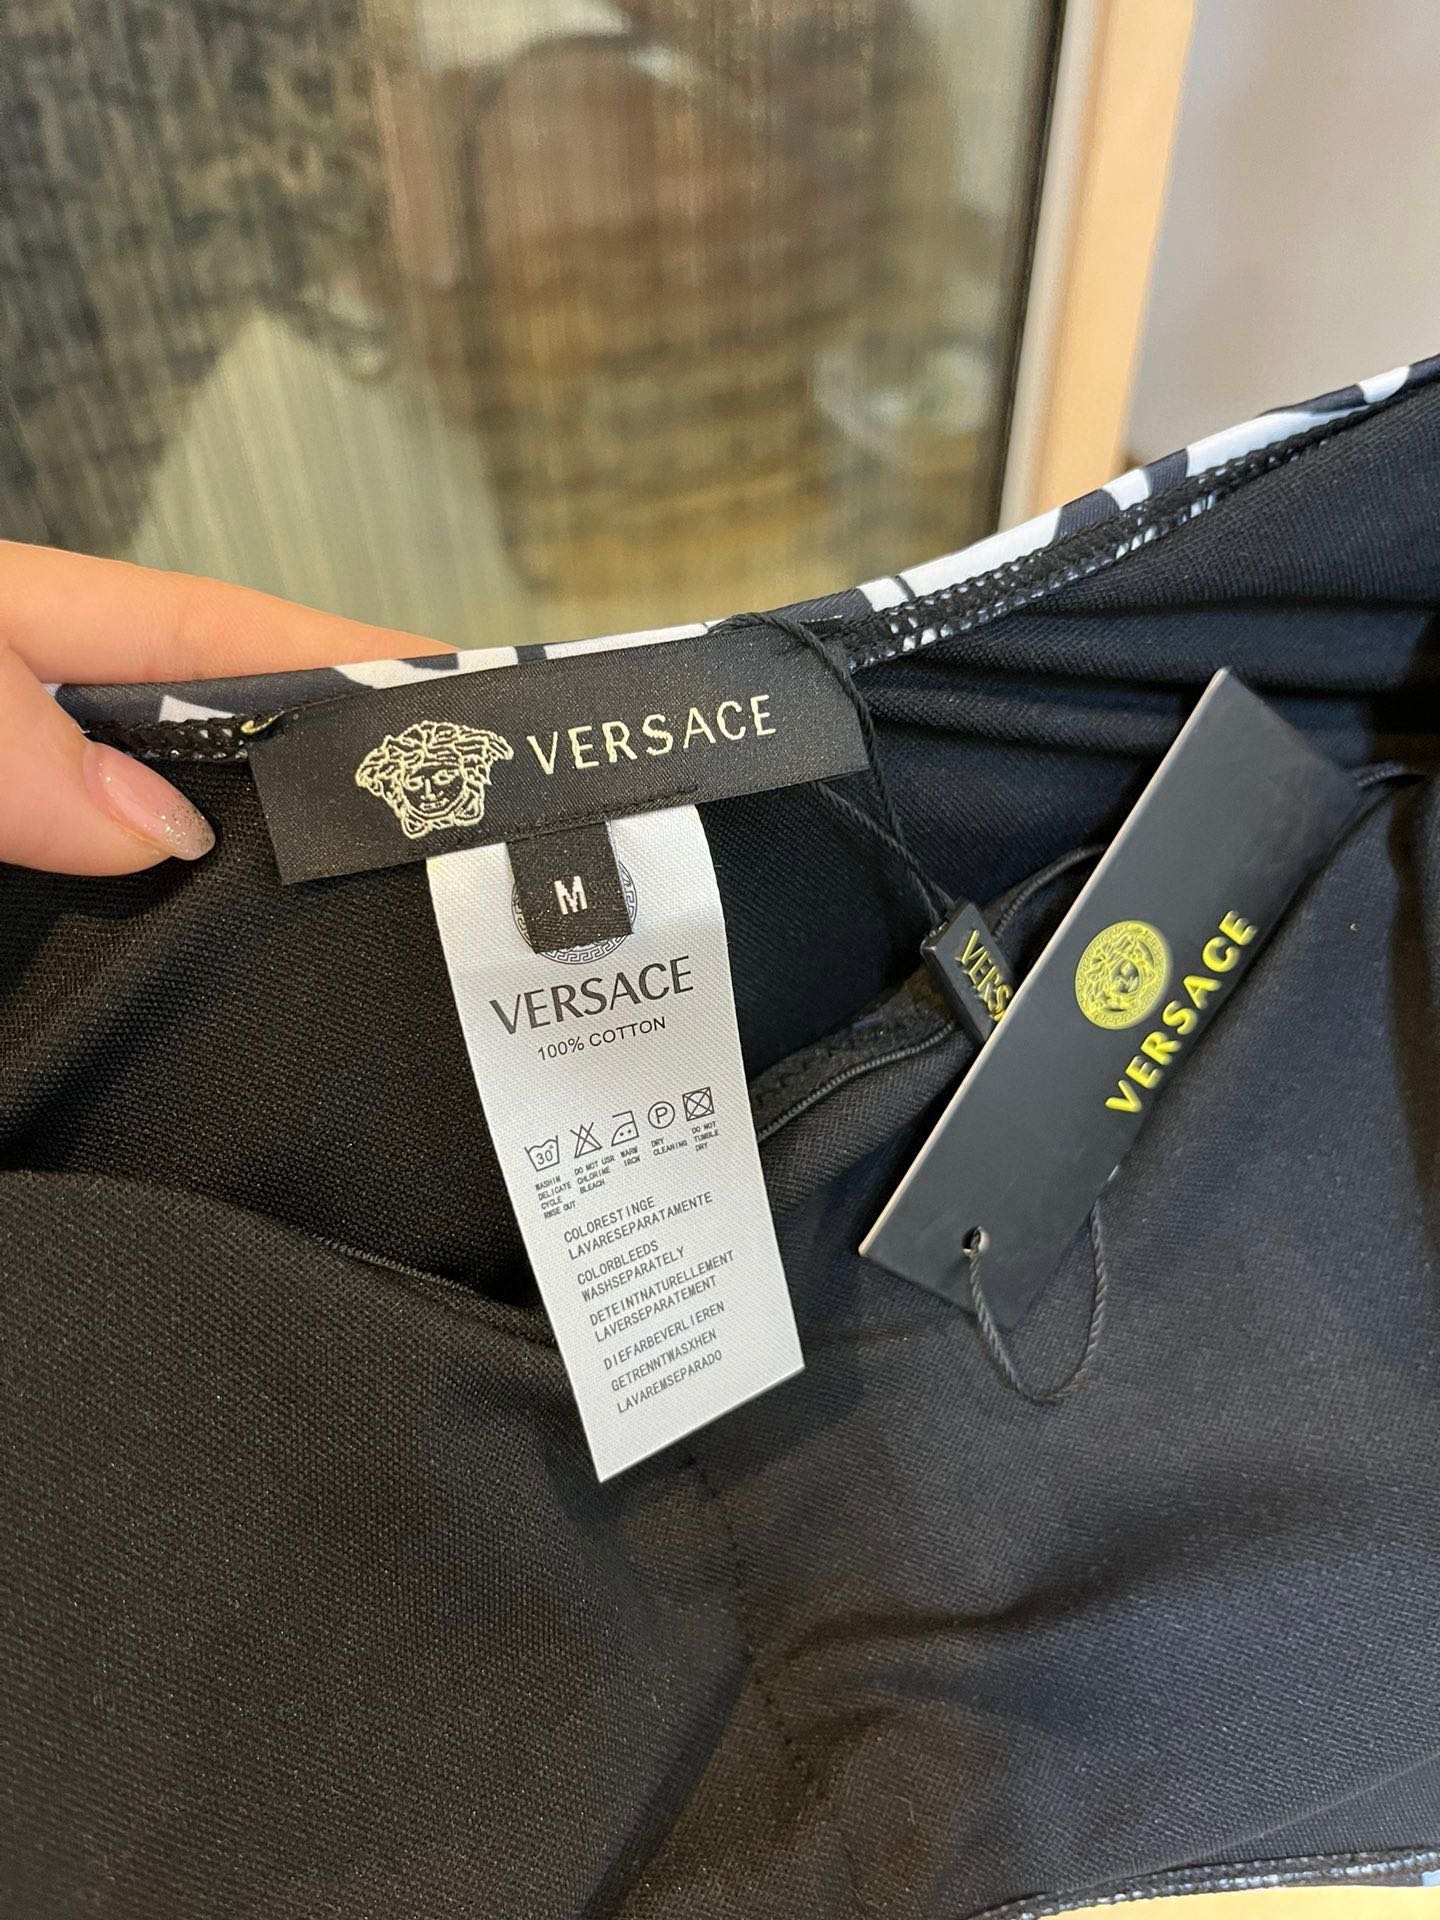 VERSACE
M
VERSACE
100% COTTON
30°
P
WASHIN DELICATE CYCLE RINSE OUT
DO NOT USR CHLORINE BLEACH
WARM IRON
DRY CLEANING
DO NOT TUMBLE DRY
COLORESTINGE
LAVARESEPARATAMENTE
COLORBLEEDS
WASHSEPARATELY
DETEINTNATURELLEMENT
LAVERSEPARATEMENT
DIEFARBEVERLIEREN
GETRENNTWASXHEN
LAVAREMSEPARADO
VERSACE